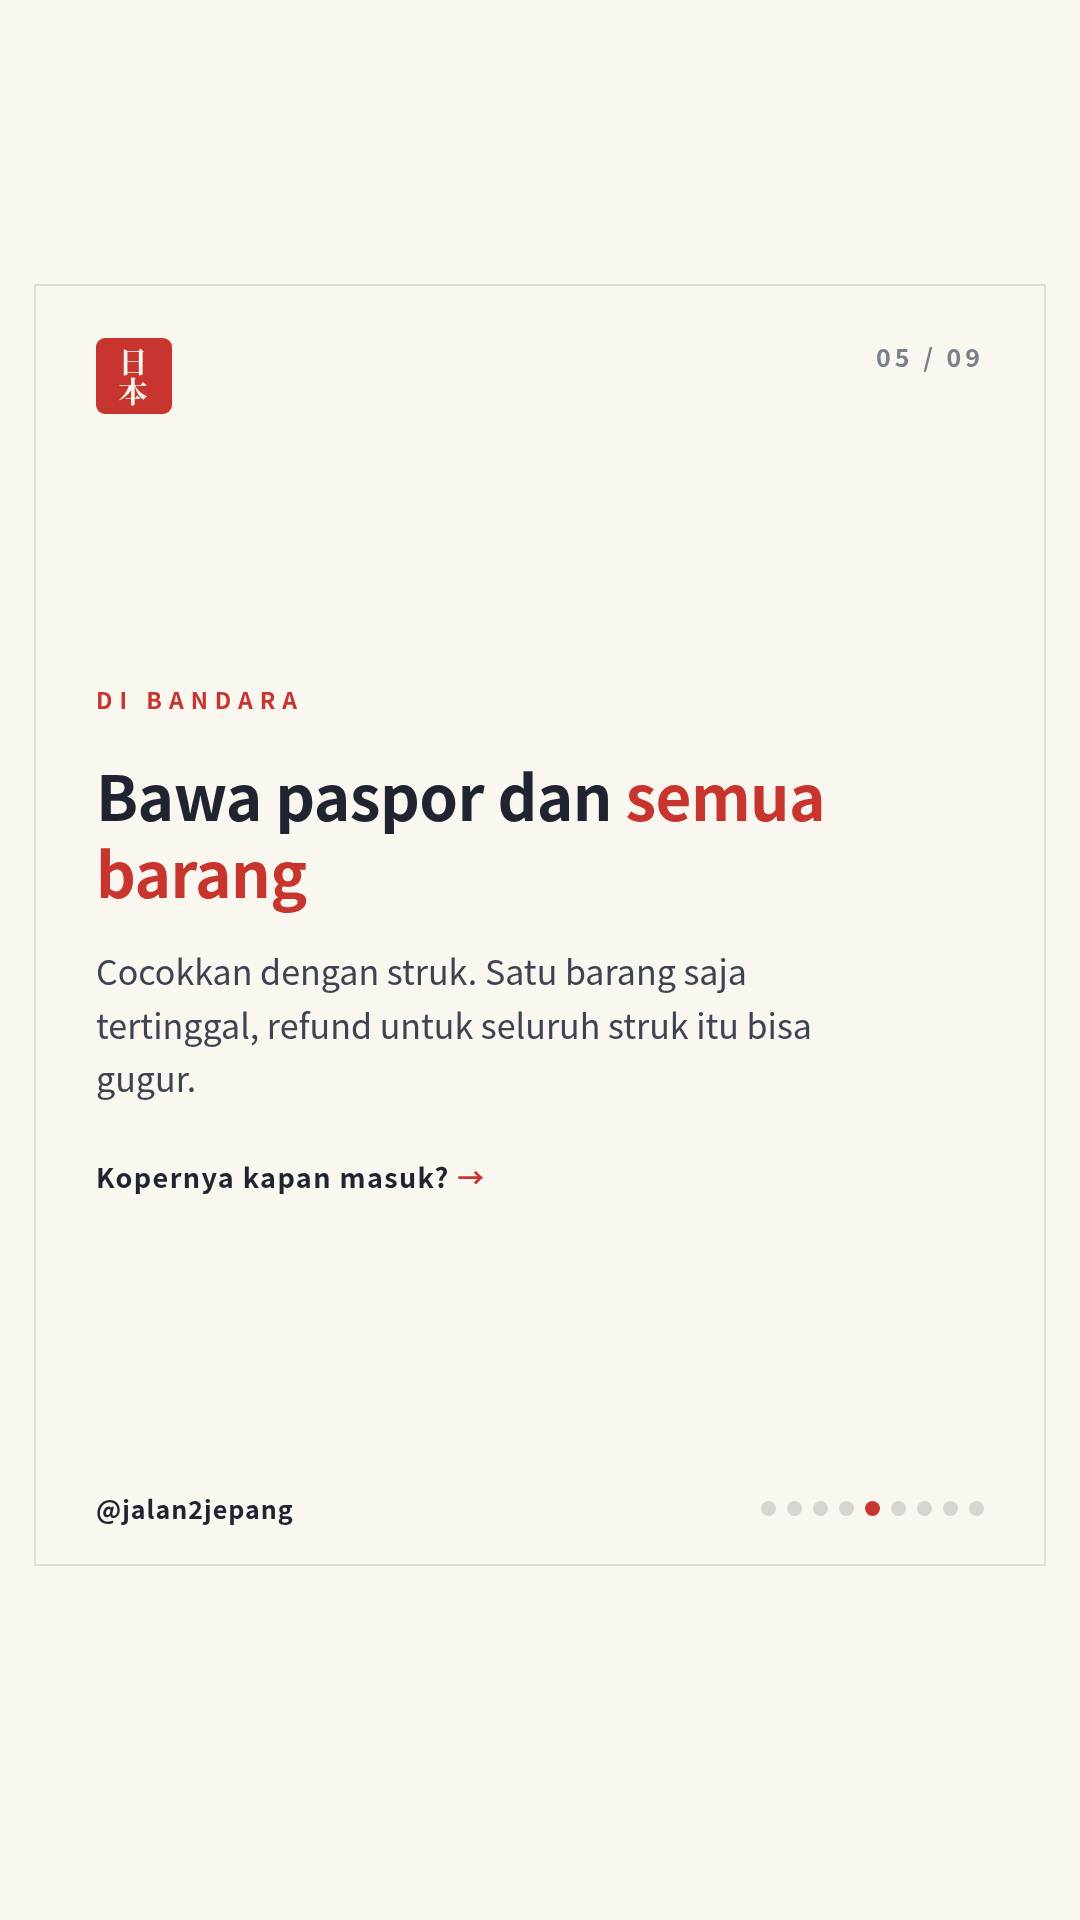 日
本
05 / 09
DI BANDARA
Bawa paspor dan semua
barang
Cocokkan dengan struk. Satu barang saja
tertinggal, refund untuk seluruh struk itu bisa
gugur.
Kopernya kapan masuk? →
@jalan2jepang